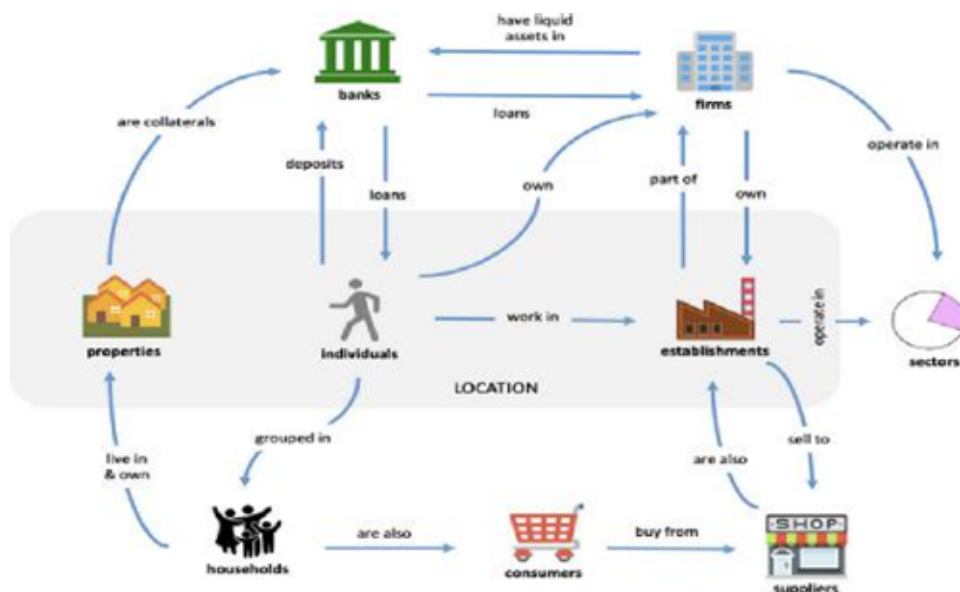 have liquid
assets in
banks
firms
loans
are collaterals
deposits
loans
own
part of
own
operate in
properties
individuals
work in
establishments
operate in
sectors
LOCATION
grouped in
live in
& own
are also
sell to
SHOP
households
are also
consumers
buy from
suppliers